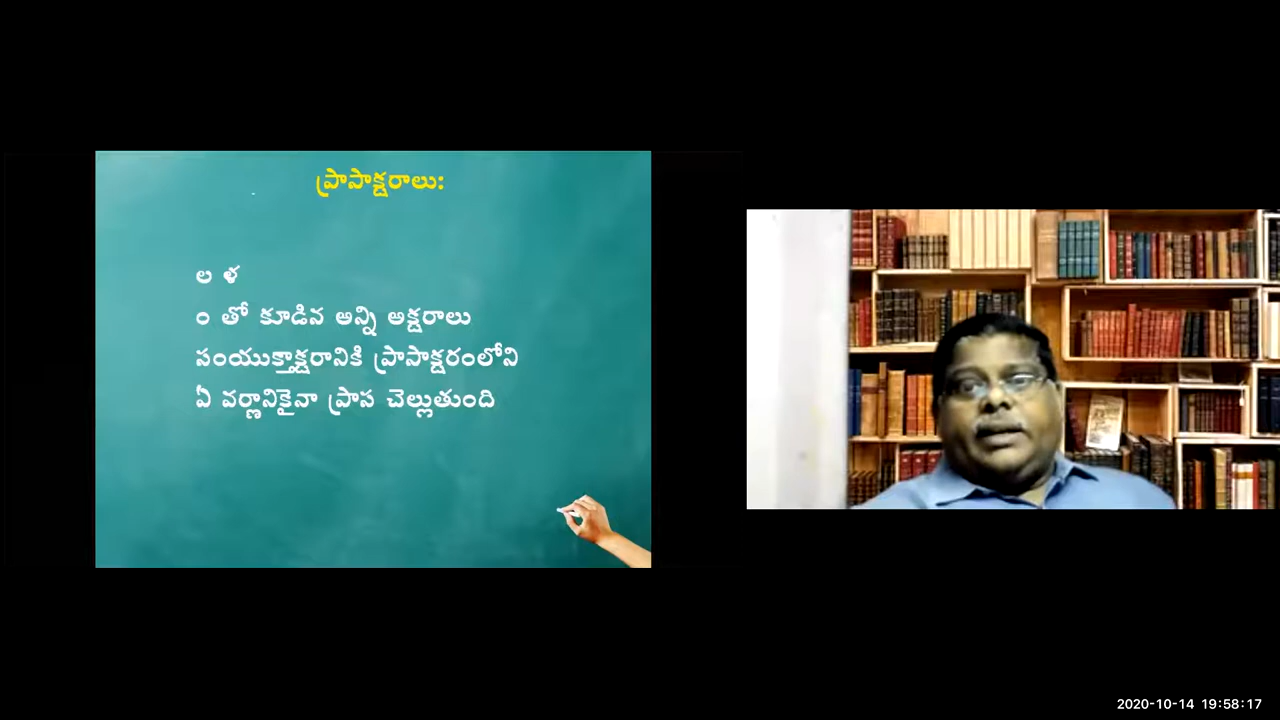 ప్రాసాక్షరాలు:
ల ళ
ం తో కూడిన అన్ని అక్షరాలు
సంయుక్తాక్షరానికి ప్రాసాక్షరంలోని
ఏ వర్ణానికైనా ప్రాస చెల్లుతుంది
2020-10-14 19:58:17